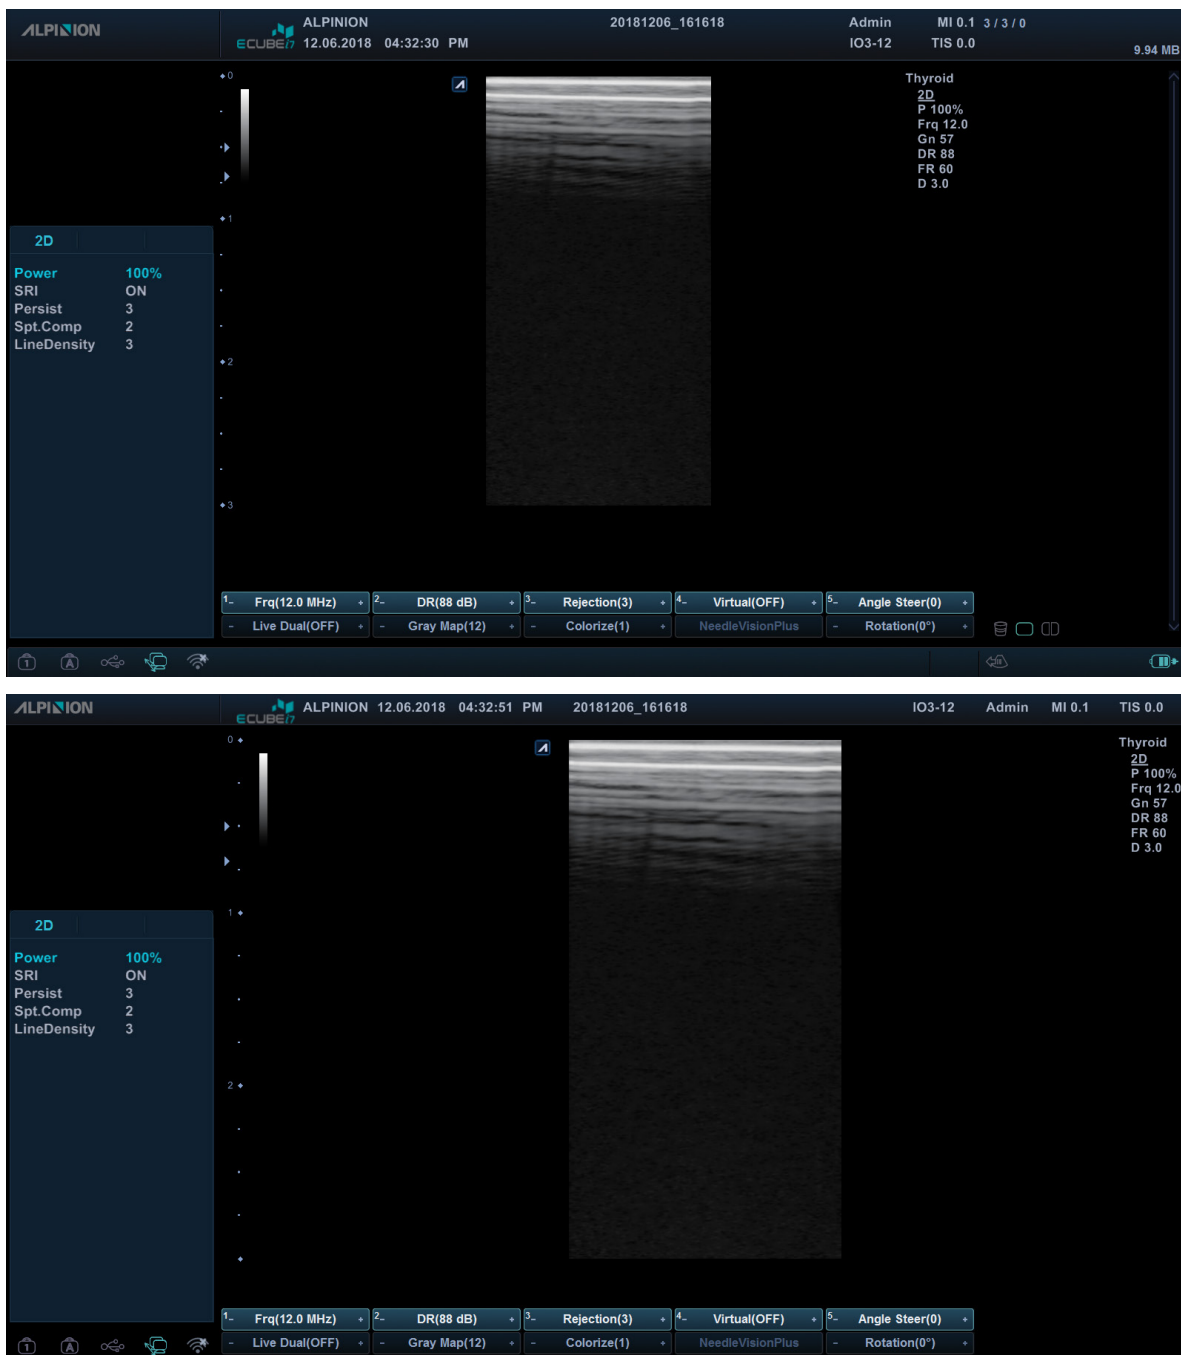 ALPINION
ECUBE i7
ALPINION 20181206_161618 Admin MI 0.1 3 / 3 / 0
12.06.2018 04:32:30 PM IO3-12 TIS 0.0
9.94 MB
0
Thyroid
2D
P 100%
Frq 12.0
Gn 57
DR 88
FR 60
D 3.0
1
2D
Power 100%
SRI ON
Persist 3
Spt.Comp 2
LineDensity 3
2
3
1- Frq(12.0 MHz) + 2- DR(88 dB) + 3- Rejection(3) + 4- Virtual(OFF) + 5- Angle Steer(0) +
- Live Dual(OFF) + - Gray Map(12) + - Colorize(1) + NeedleVisionPlus - Rotation(0°) +
1 A
ALPINION
ECUBE i7
ALPINION 12.06.2018 04:32:51 PM 20181206_161618 IO3-12 Admin MI 0.1 TIS 0.0
0
Thyroid
2D
P 100%
Frq 12.0
Gn 57
DR 88
FR 60
D 3.0
1
2D
Power 100%
SRI ON
Persist 3
Spt.Comp 2
LineDensity 3
2
1- Frq(12.0 MHz) + 2- DR(88 dB) + 3- Rejection(3) + 4- Virtual(OFF) + 5- Angle Steer(0) +
- Live Dual(OFF) + - Gray Map(12) + - Colorize(1) + NeedleVisionPlus - Rotation(0°) +
1 A